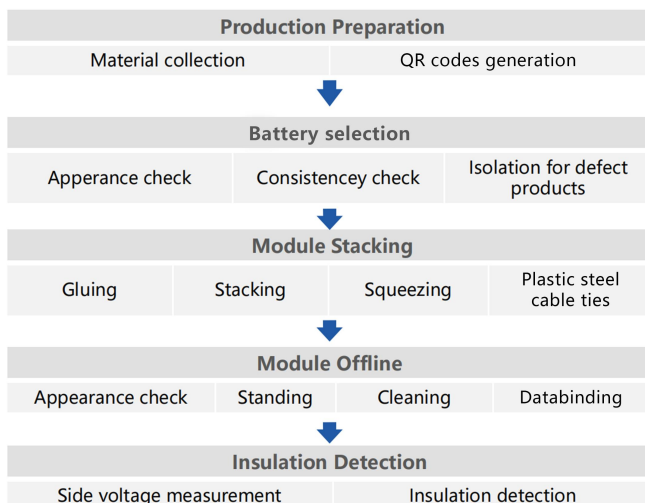 Production Preparation
Material collection QR codes generation
Battery selection
Apperance check Consistencey check Isolation for defect
products
Module Stacking
Gluing Stacking Squeezing Plastic steel
cable ties
Module Offline
Appearance check Standing Cleaning Databinding
Insulation Detection
Side voltage measurement Insulation detection